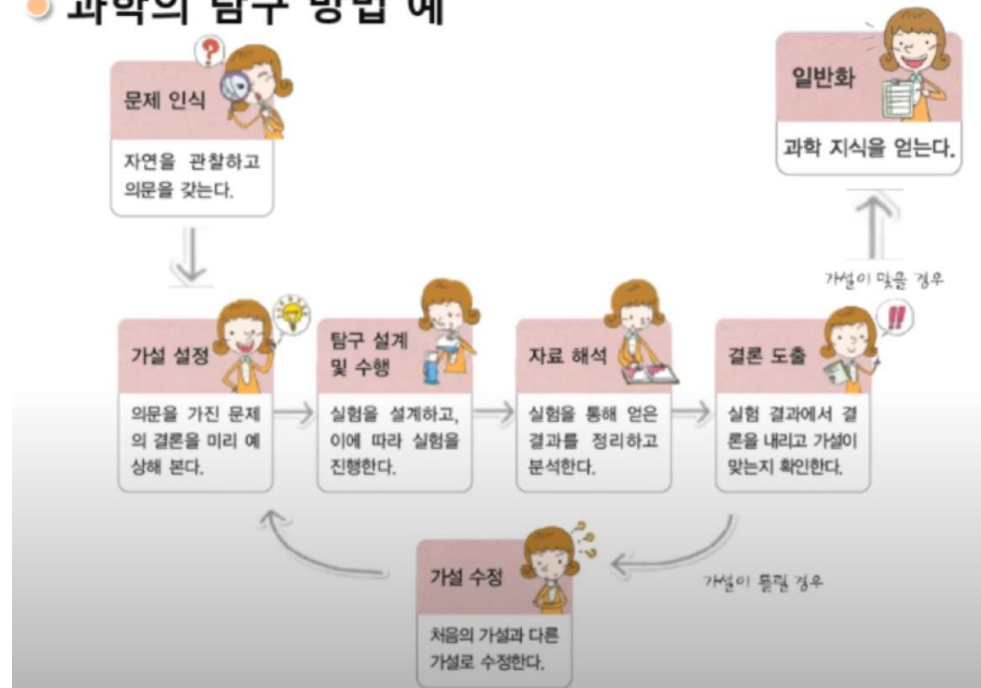 과학의 탐구 방법 예
문제 인식
자연을 관찰하고
의문을 갖는다.
일반화
과학 지식을 얻는다.
가설이 맞을 경우
가설 설정
의문을 가진 문제
의 결론을 미리 예
상해 본다.
탐구 설계
및 수행
실험을 설계하고,
이에 따라 실험을
진행한다.
자료 해석
실험을 통해 얻은
결과를 정리하고
분석한다.
결론 도출
실험 결과에서 결
론을 내리고 가설이
맞는지 확인한다.
가설이 틀릴 경우
가설 수정
처음의 가설과 다른
가설로 수정한다.